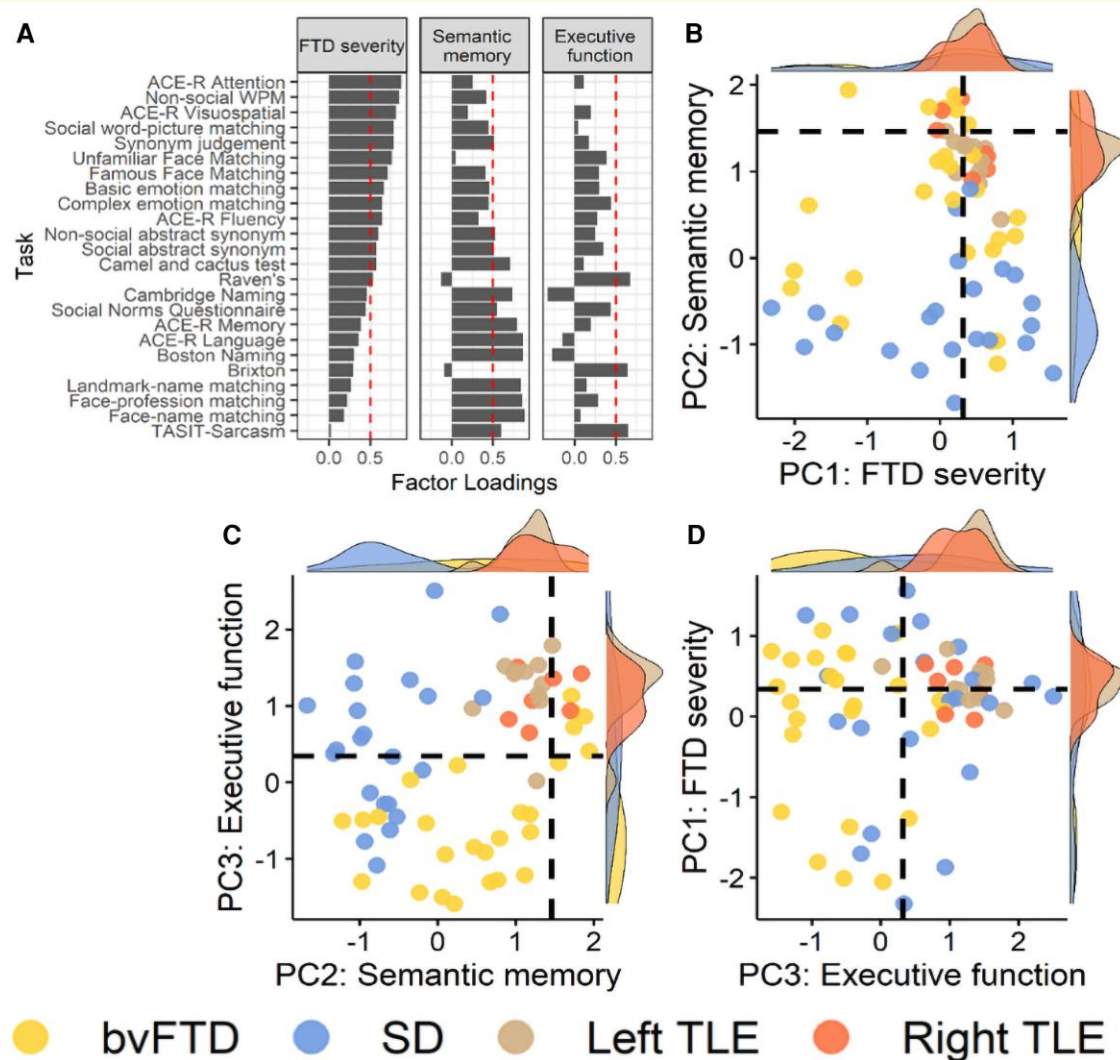 A
FTD severity
Semantic
memory
Executive
function
ACE-R Attention
Non-social WPM
ACE-R Visuospatial
Social word-picture matching
Synonym judgement
Unfamiliar Face Matching
Famous Face Matching
Basic emotion matching
Complex emotion matching
ACE-R Fluency
Non-social abstract synonym
Social abstract synonym
Camel and cactus test
Raven's
Cambridge Naming
Social Norms Questionnaire
ACE-R Memory
ACE-R Language
Boston Naming
Brixton
Landmark-name matching
Face-profession matching
Face-name matching
TASIT-Sarcasm
Task
0.0 0.5 0.0 0.5 0.0 0.5
Factor Loadings
B
PC2: Semantic memory
2
1
0
-1
-2 -1 0 1
PC1: FTD severity
C
PC3: Executive function
2
1
0
-1
-1 0 1 2
PC2: Semantic memory
D
PC1: FTD severity
1
0
-1
-2
-1 0 1 2
PC3: Executive function
bvFTD SD Left TLE Right TLE